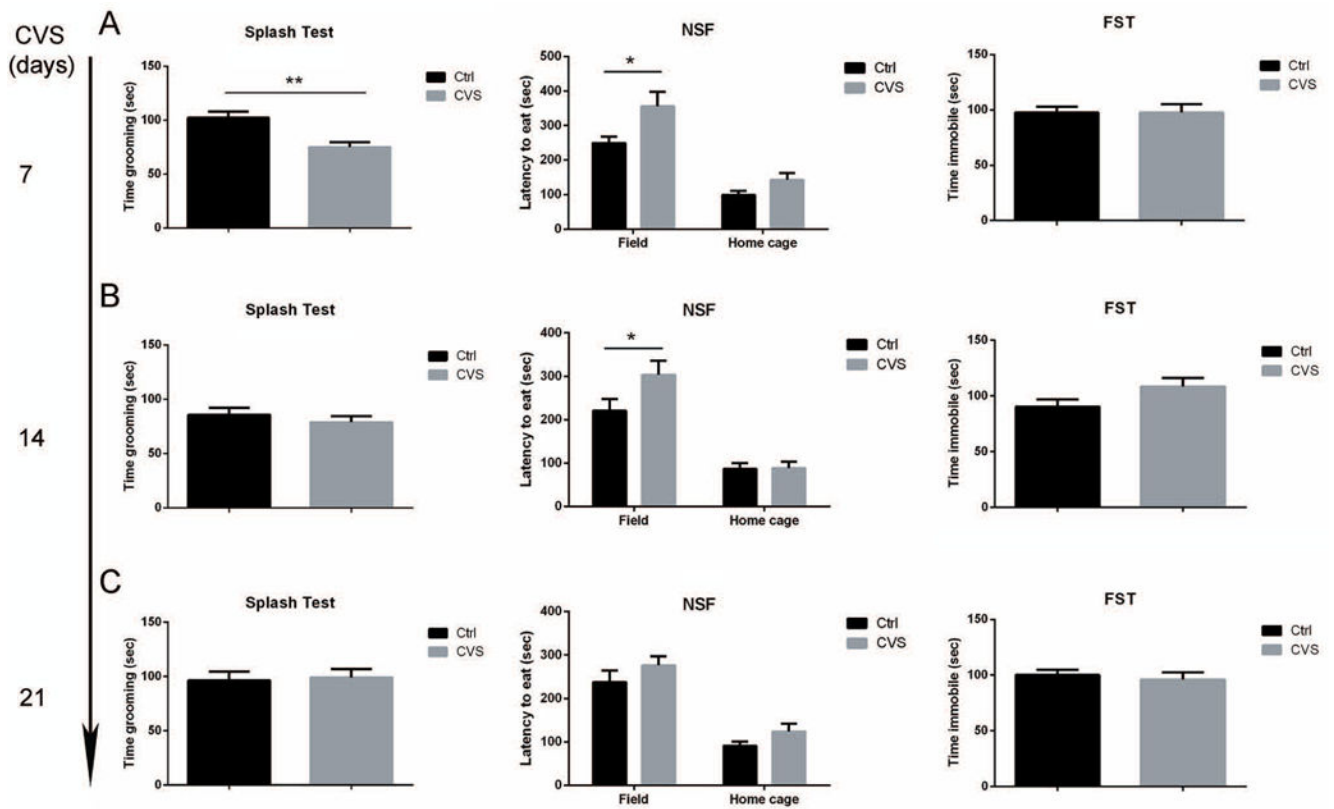 CVS
(days)
A
Splash Test
Time grooming (sec)
150
100
50
0
**
Ctrl
CVS
NSF
Latency to eat (sec)
500
400
300
200
100
0
*
Field
Home cage
Ctrl
CVS
FST
Time immobile (sec)
150
100
50
0
Ctrl
CVS
7
B
Splash Test
Time grooming (sec)
150
100
50
0
Ctrl
CVS
NSF
Latency to eat (sec)
400
300
200
100
0
*
Field
Home cage
Ctrl
CVS
FST
Time immobile (sec)
150
100
50
0
Ctrl
CVS
14
C
Splash Test
Time grooming (sec)
150
100
50
0
Ctrl
CVS
NSF
Latency to eat (sec)
400
300
200
100
0
Field
Home cage
Ctrl
CVS
FST
Time immobile (sec)
150
100
50
0
Ctrl
CVS
21